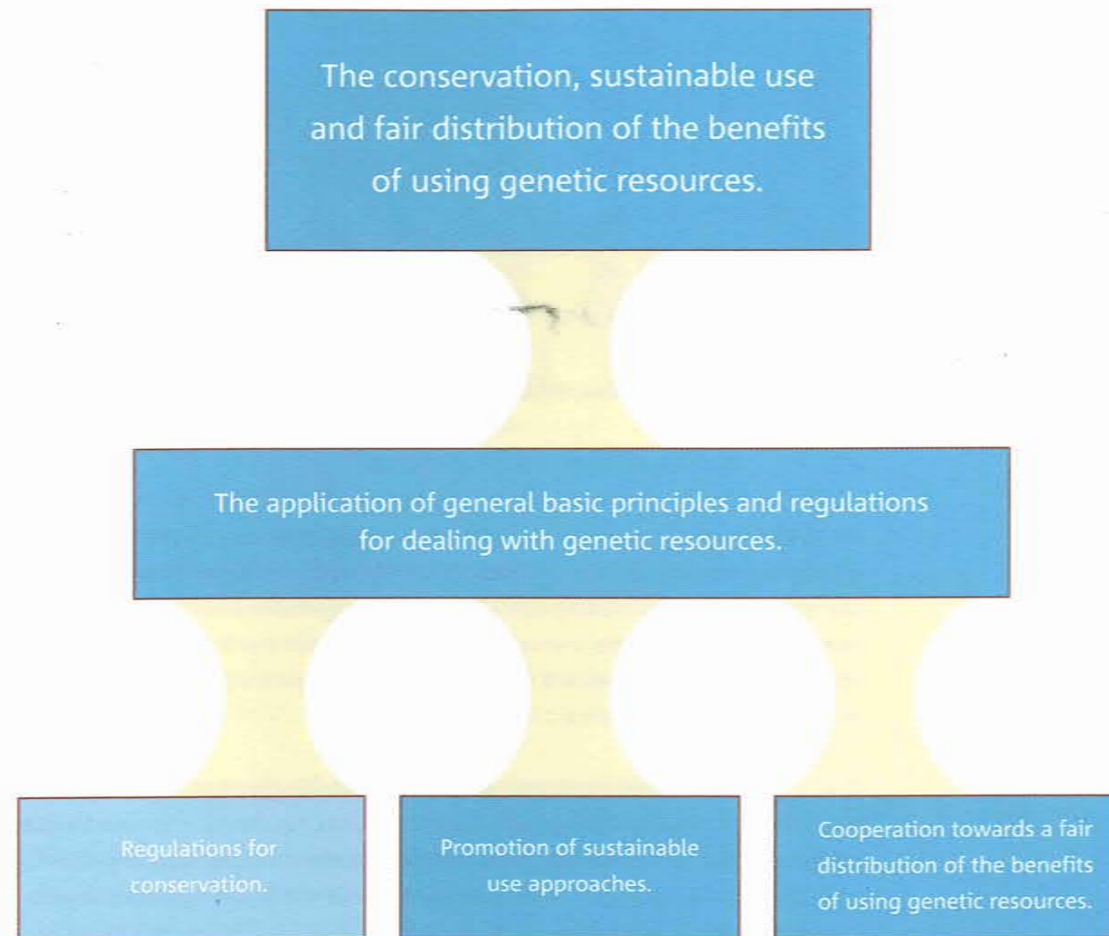 The conservation, sustainable use
and fair distribution of the benefits
of using genetic resources.
The application of general basic principles and regulations
for dealing with genetic resources.
Regulations for
conservation.
Promotion of sustainable
use approaches.
Cooperation towards a fair
distribution of the benefits
of using genetic resources.